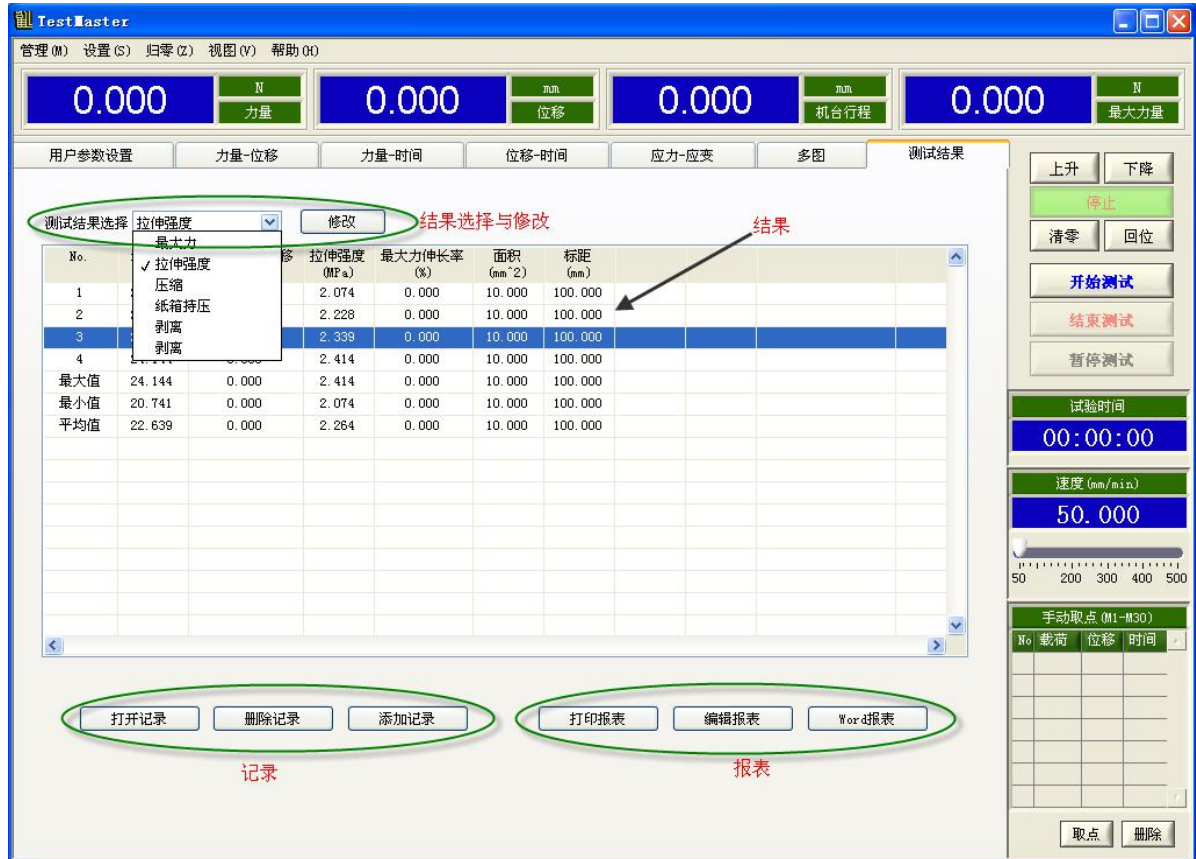 TestMaster
管理(M) 设置(S) 归零(Z) 视图(V) 帮助(H)
0.000 N 力量 0.000 mm 位移 0.000 mm 机台行程 0.000 N 最大力量
用户参数设置 力量-位移 力量-时间 位移-时间 应力-应变 多图 测试结果
测试结果选择 拉伸强度 修改 结果选择与修改
最大力
✓拉伸强度
压缩
纸箱持压
剥离
剥离
结果
No. 移 拉伸强度 最大力伸长率 面积 标距
(MPa) (%) (mm^2) (mm)
1 2.074 0.000 10.000 100.000
2 2.228 0.000 10.000 100.000
3 2.339 0.000 10.000 100.000
4 2.414 0.000 10.000 100.000
最大值 24.144 0.000 2.414 0.000 10.000 100.000
最小值 20.741 0.000 2.074 0.000 10.000 100.000
平均值 22.639 0.000 2.264 0.000 10.000 100.000
打开记录 删除记录 添加记录 打印报表 编辑报表 Word报表
记录 报表
上升 下降
停止
清零 回位
开始测试
结束测试
暂停测试
试验时间
00:00:00
速度(mm/min)
50.000
50 200 300 400 500
手动取点(M1-M30)
No 载荷 位移 时间
取点 删除